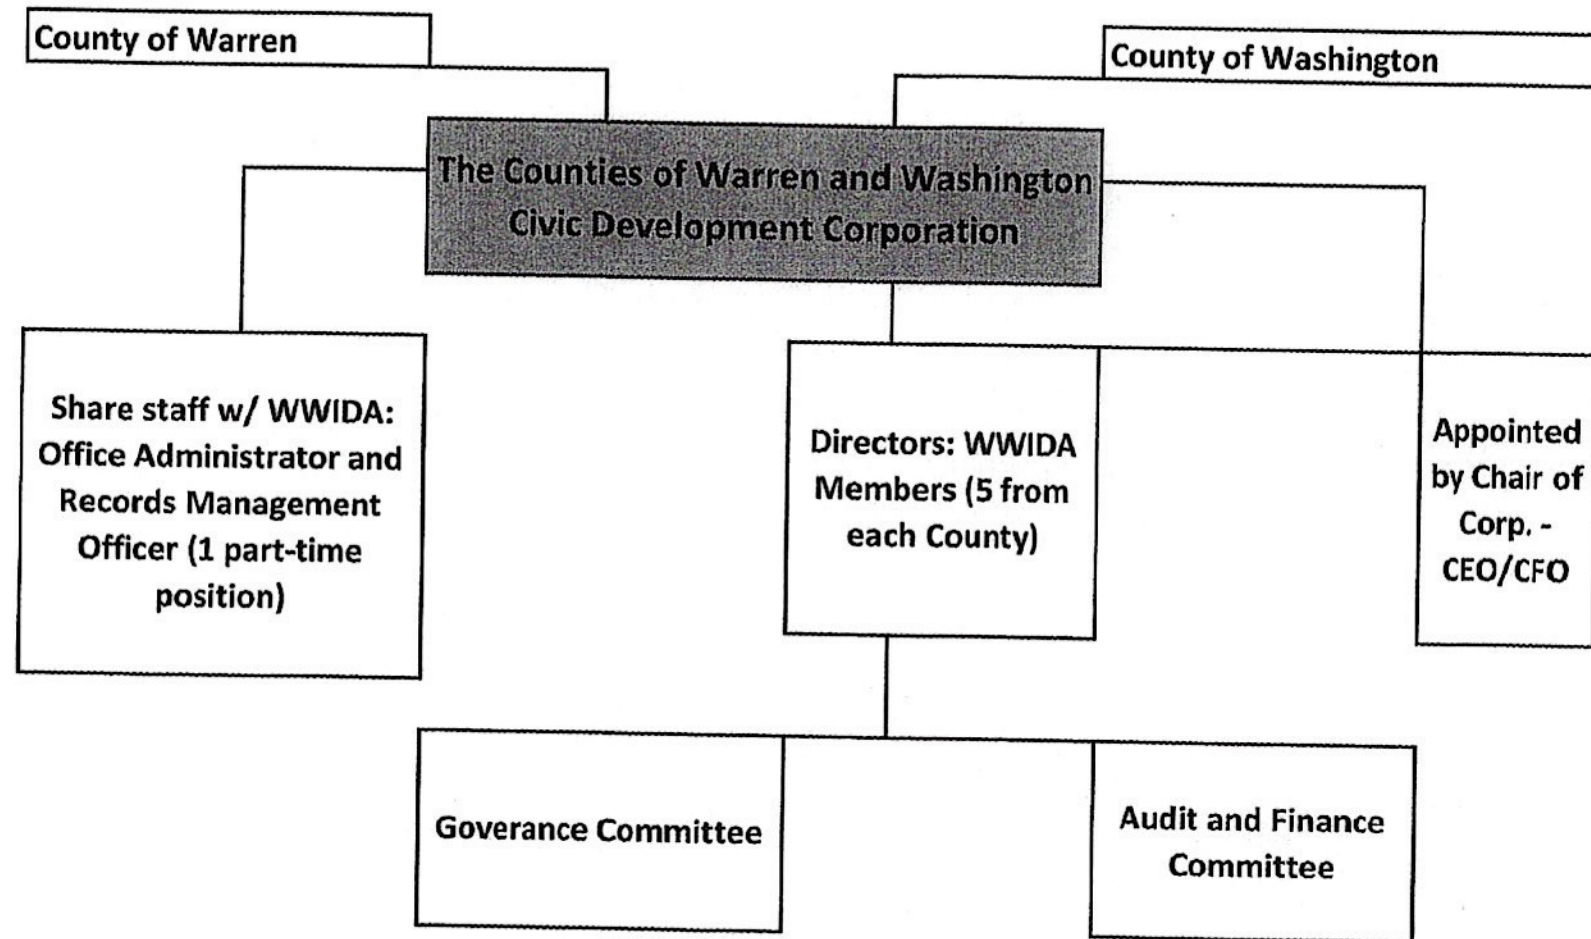 County of Warren
County of Washington
The Counties of Warren and Washington
Civic Development Corporation
Share staff w/ WWIDA:
Office Administrator and
Records Management
Officer (1 part-time
position)
Directors: WWIDA
Members (5 from
each County)
Appointed
by Chair of
Corp. -
CEO/CFO
Goverance Committee
Audit and Finance
Committee